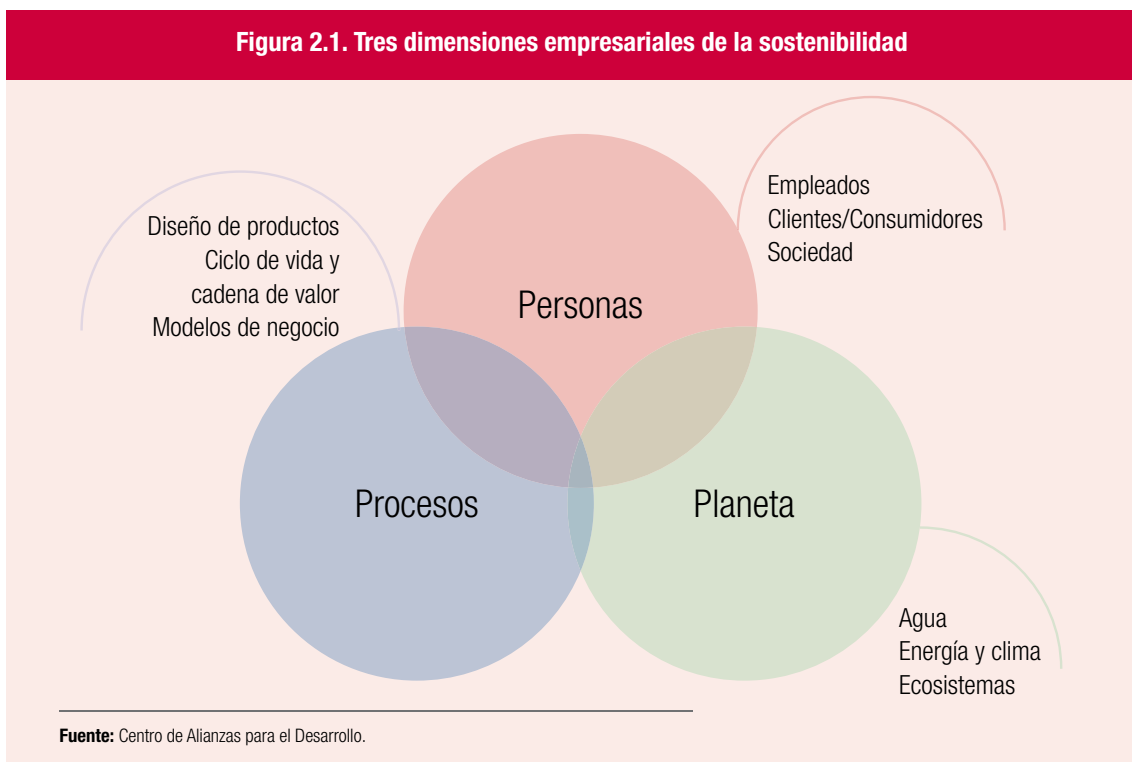 Figura 2.1. Tres dimensiones empresariales de la sostenibilidad
Empleados
Clientes/Consumidores
Sociedad
Diseño de productos
Ciclo de vida y
cadena de valor
Modelos de negocio
Personas
Procesos
Planeta
Agua
Energía y clima
Ecosistemas
Fuente: Centro de Alianzas para el Desarrollo.